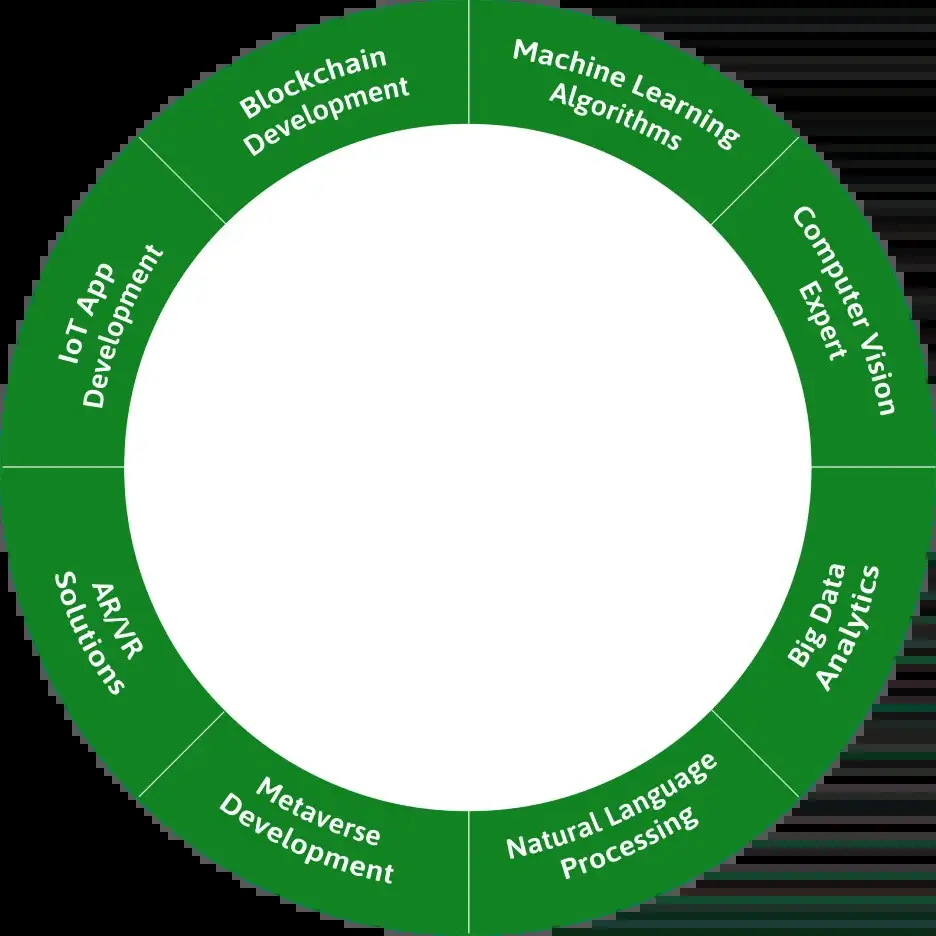 Machine Learning
Algorithms
Computer Vision
Expert
Big Data
Analytics
Natural Language
Processing
Metaverse
Development
AR/VR
Solutions
IoT App
Development
Blockchain
Development